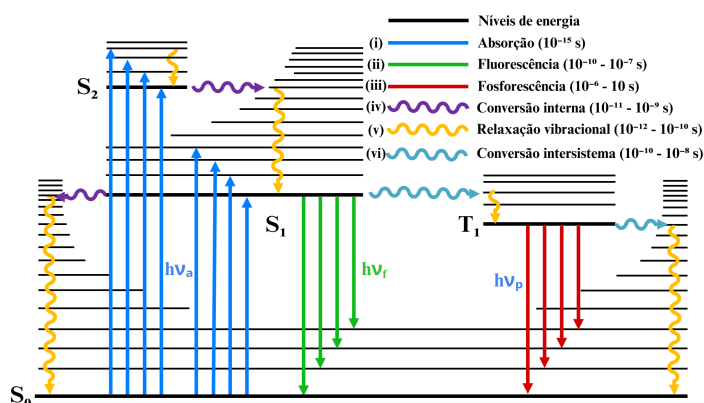 Níveis de energia
(i) Absorção (10⁻¹⁵ s)
(ii) Fluorescência (10⁻¹⁰ - 10⁻⁷ s)
(iii) Fosforescência (10⁻⁶ - 10 s)
(iv) Conversão interna (10⁻¹¹ - 10⁻⁹ s)
(v) Relaxação vibracional (10⁻¹² - 10⁻¹⁰ s)
(vi) Conversão intersistema (10⁻¹⁰ - 10⁻⁸ s)
S₂
S₁
T₁
hνₐ
hν_f
hνₚ
S₀